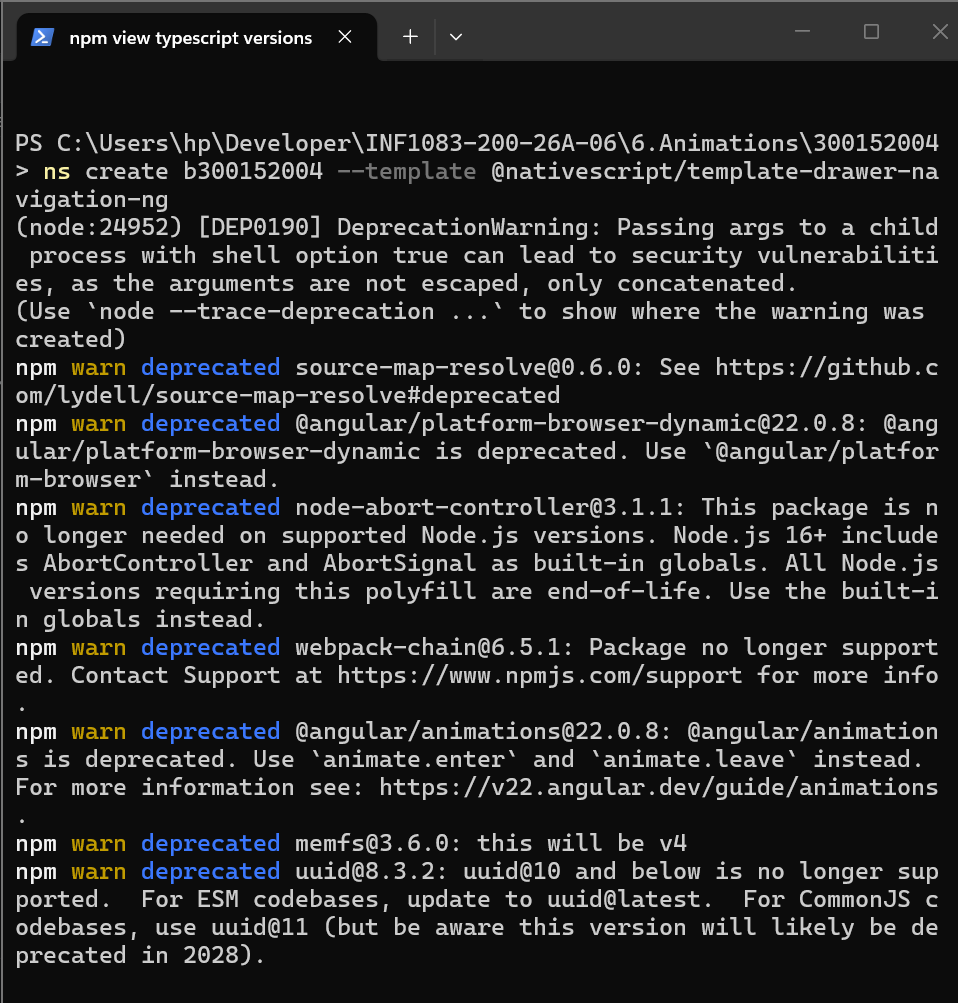 npm view typescript versions
PS C:\Users\hp\Developer\INF1083-200-26A-06\6.Animations\300152004
> ns create b300152004 --template @nativescript/template-drawer-na
vigation-ng
(node:24952) [DEP0190] DeprecationWarning: Passing args to a child
 process with shell option true can lead to security vulnerabiliti
es, as the arguments are not escaped, only concatenated.
(Use `node --trace-deprecation ...` to show where the warning was
created)
npm warn deprecated source-map-resolve@0.6.0: See https://github.c
om/lydell/source-map-resolve#deprecated
npm warn deprecated @angular/platform-browser-dynamic@22.0.8: @ang
ular/platform-browser-dynamic is deprecated. Use `@angular/platfor
m-browser` instead.
npm warn deprecated node-abort-controller@3.1.1: This package is n
o longer needed on supported Node.js versions. Node.js 16+ include
s AbortController and AbortSignal as built-in globals. All Node.js
 versions requiring this polyfill are end-of-life. Use the built-i
n globals instead.
npm warn deprecated webpack-chain@6.5.1: Package no longer support
ed. Contact Support at https://www.npmjs.com/support for more info
.
npm warn deprecated @angular/animations@22.0.8: @angular/animation
s is deprecated. Use `animate.enter` and `animate.leave` instead.
For more information see: https://v22.angular.dev/guide/animations
.
npm warn deprecated memfs@3.6.0: this will be v4
npm warn deprecated uuid@8.3.2: uuid@10 and below is no longer sup
ported.  For ESM codebases, update to uuid@latest.  For CommonJS c
odebases, use uuid@11 (but be aware this version will likely be de
precated in 2028).